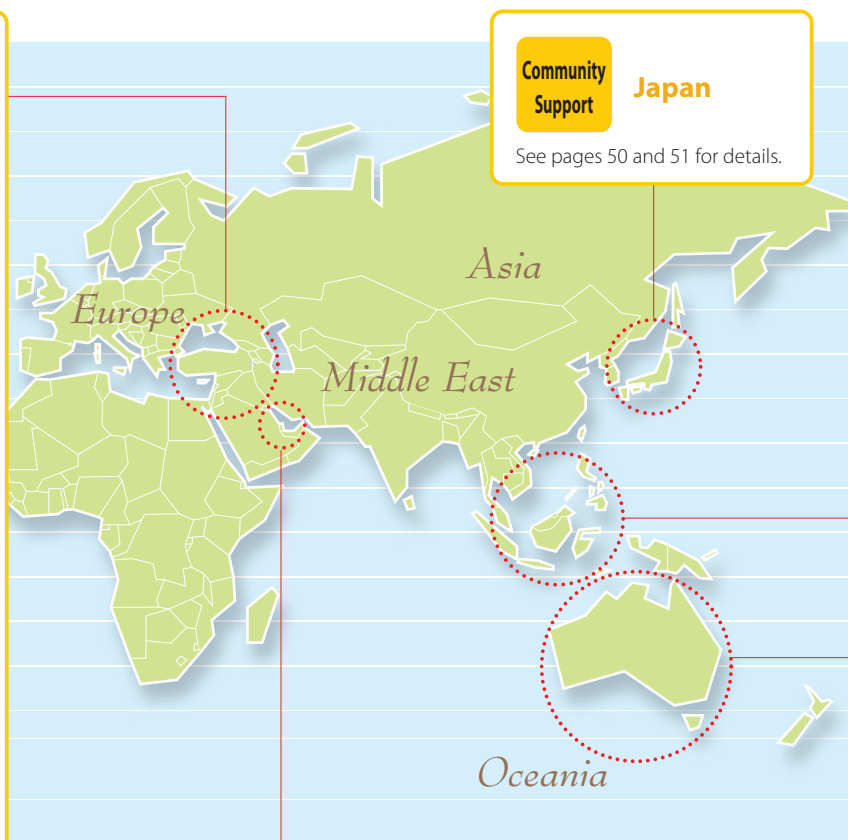 Community
Support
Japan
See pages 50 and 51 for details.
Asia
Europe
Middle East
Oceania